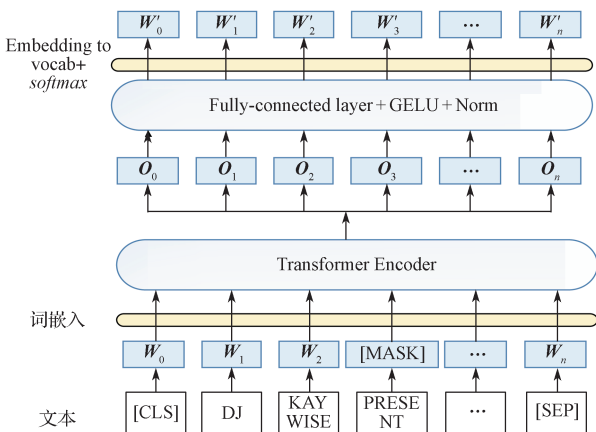 W'0 W'1 W'2 W'3 ... W'n
Embedding to
vocab+
softmax
Fully-connected layer + GELU + Norm
O0 O1 O2 O3 ... On
Transformer Encoder
词嵌入
W0 W1 W2 [MASK] ... Wn
文本
[CLS] DJ KAY WISE PRESE NT ... [SEP]